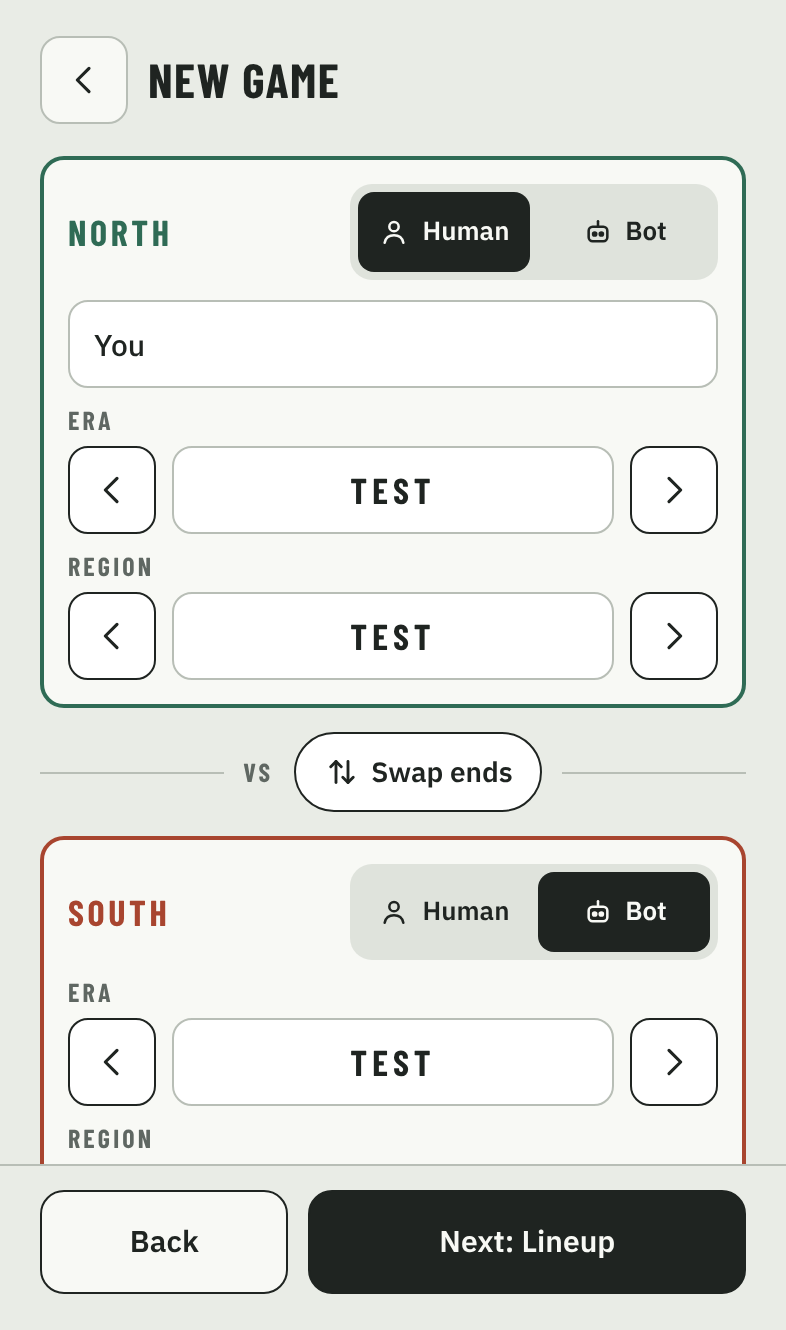 NEW GAME
NORTH
Human
Bot
You
ERA
TEST
REGION
TEST
VS
Swap ends
SOUTH
Human
Bot
ERA
TEST
REGION
Back
Next: Lineup